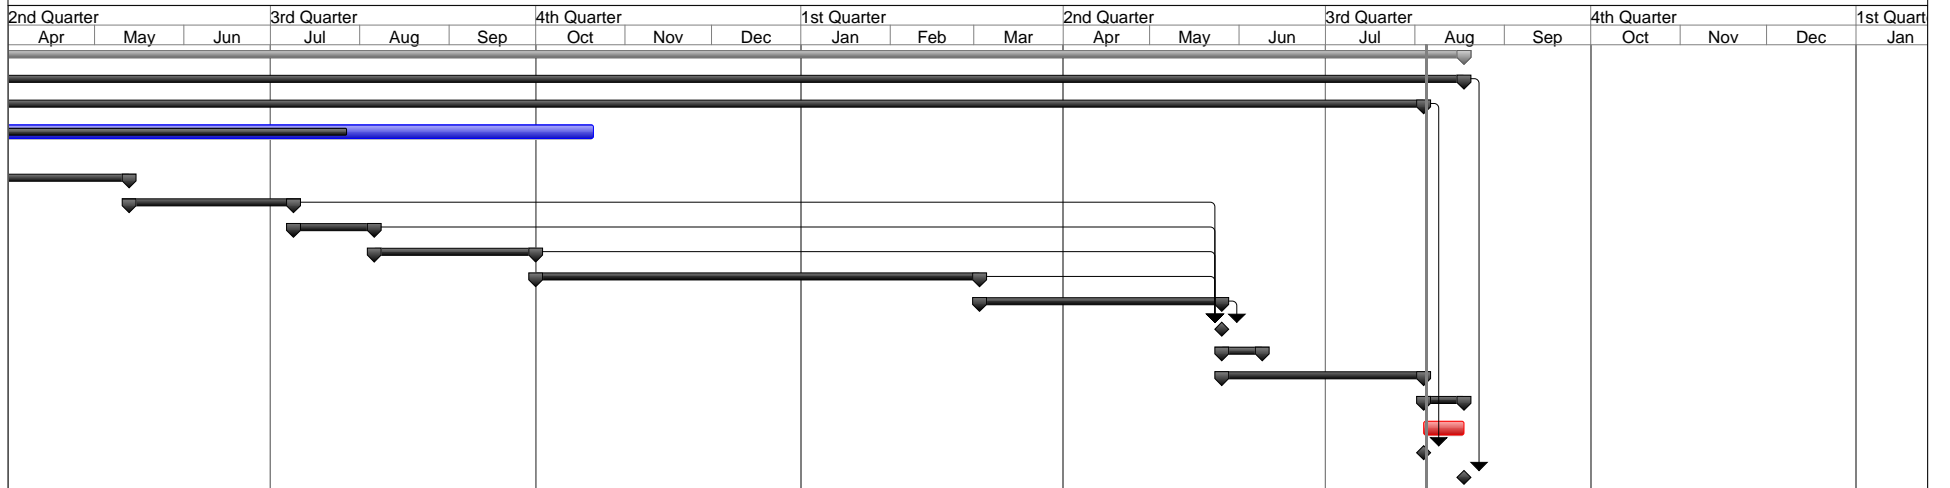 2nd Quarter 3rd Quarter 4th Quarter 1st Quarter 2nd Quarter 3rd Quarter 4th Quarter 1st Quart
Apr May Jun Jul Aug Sep Oct Nov Dec Jan Feb Mar Apr May Jun Jul Aug Sep Oct Nov Dec Jan